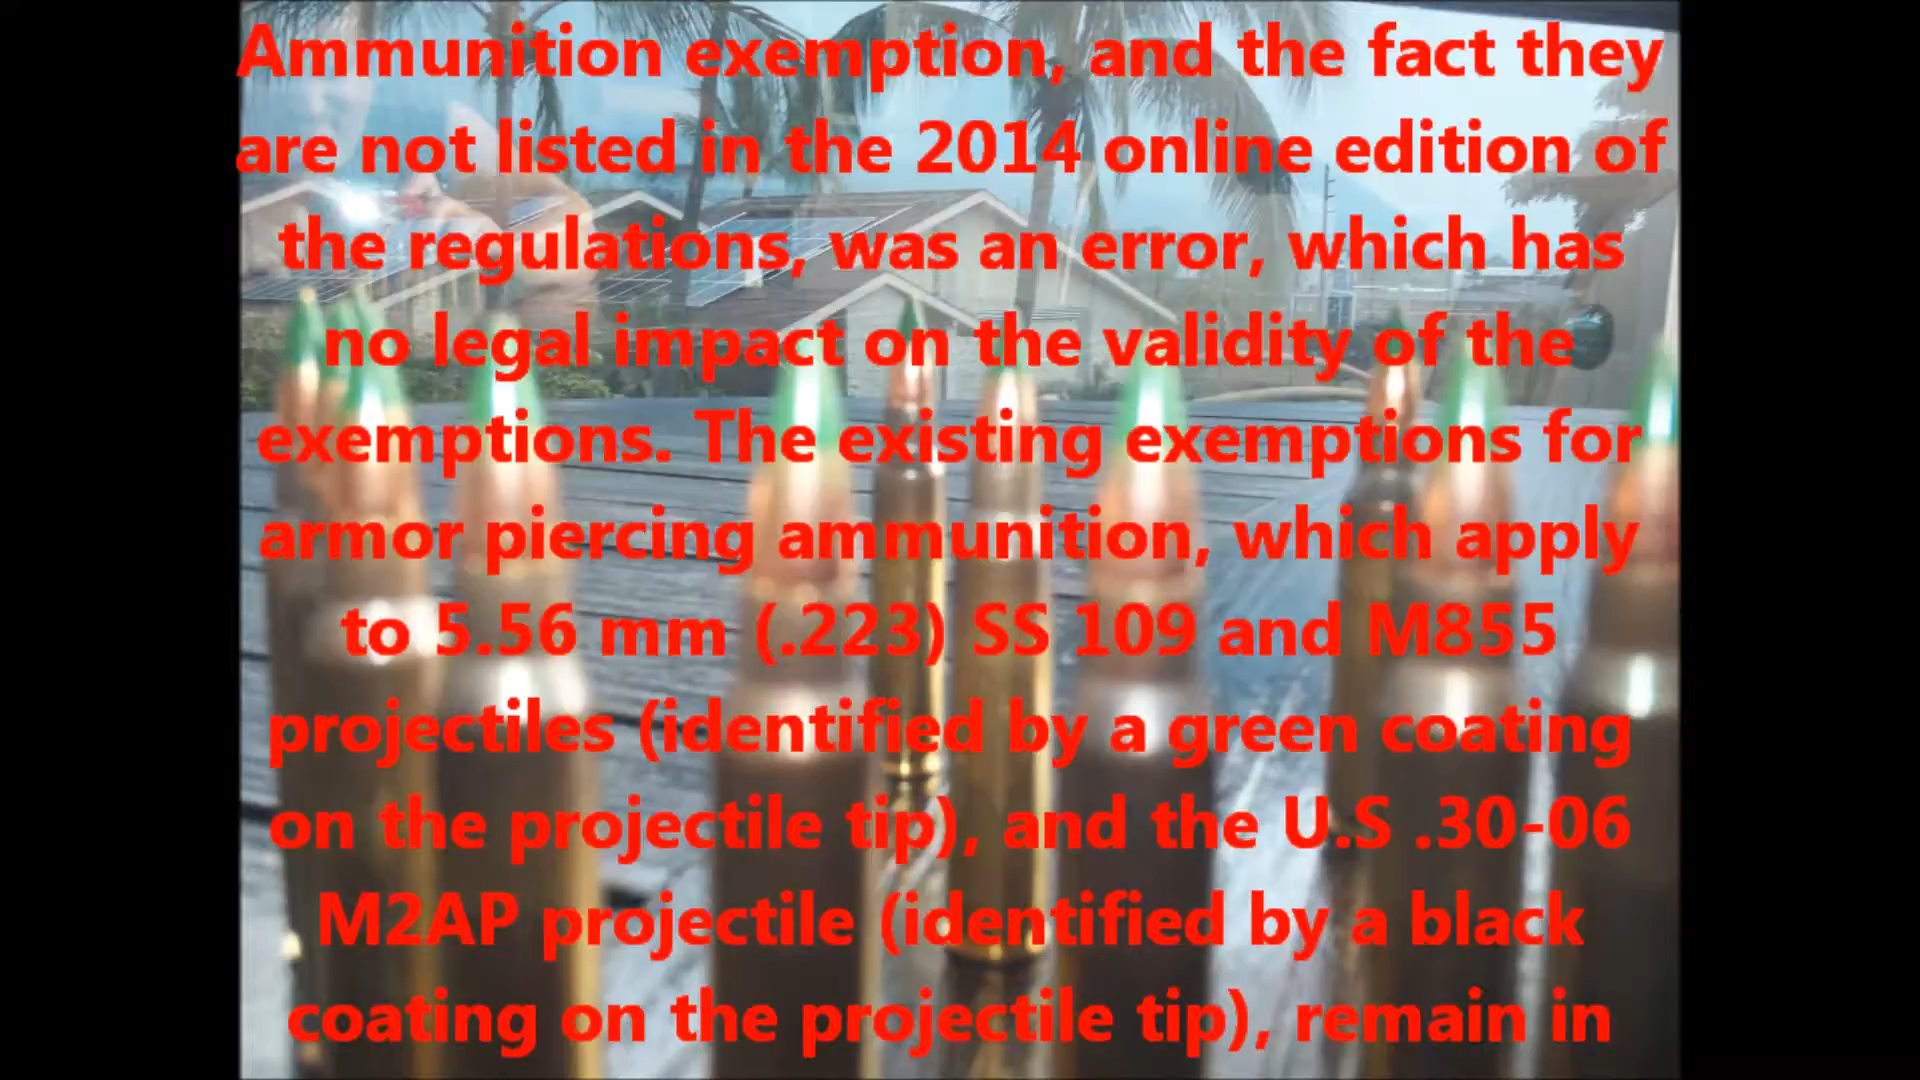 Ammunition exemption, and the fact they
are not listed in the 2014 online edition of
the regulations, was an error, which has
no legal impact on the validity of the
exemptions. The existing exemptions for
armor piercing ammunition, which apply
to 5.56 mm (.223) SS 109 and M855
projectiles (identified by a green coating
on the projectile tip), and the U.S .30-06
M2AP projectile (identified by a black
coating on the projectile tip), remain in